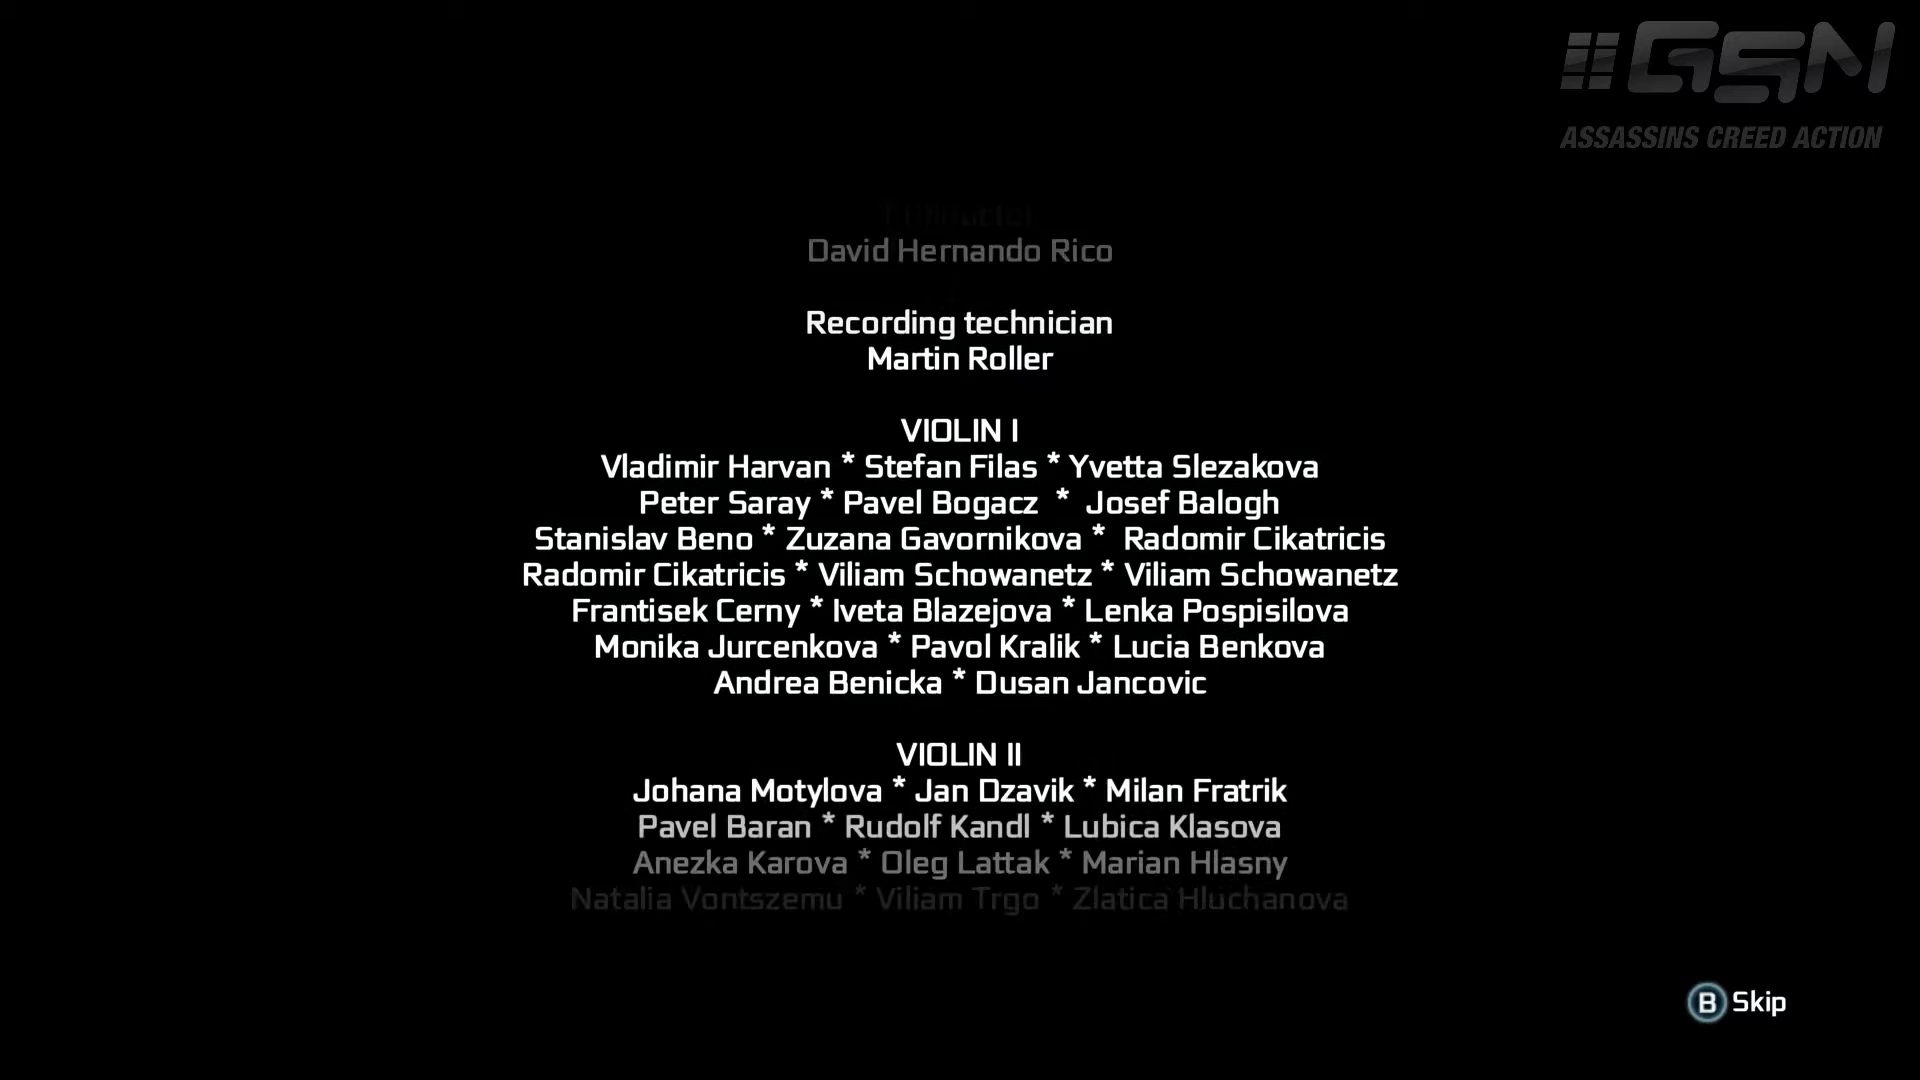 GSN
ASSASSINS CREED ACTION
David Hernando Rico
Recording technician
Martin Roller
VIOLIN I
Vladimir Harvan * Stefan Filas * Yvetta Slezakova
Peter Saray * Pavel Bogacz * Josef Balogh
Stanislav Beno * Zuzana Gavornikova * Radomir Cikatricis
Radomir Cikatricis * Viliam Schowanetz * Viliam Schowanetz
Frantisek Cerny * Iveta Blazejova * Lenka Pospisilova
Monika Jurcenkova * Pavol Kralik * Lucia Benkova
Andrea Benicka * Dusan Jancovic
VIOLIN II
Johana Motylova * Jan Dzavik * Milan Fratrik
Pavel Baran * Rudolf Kandl * Lubica Klasova
Anezka Karova * Oleg Lattak * Marian Hlasny
Natalia Vontszemu * Viliam Trgo * Zlatica Hluchanova
B Skip